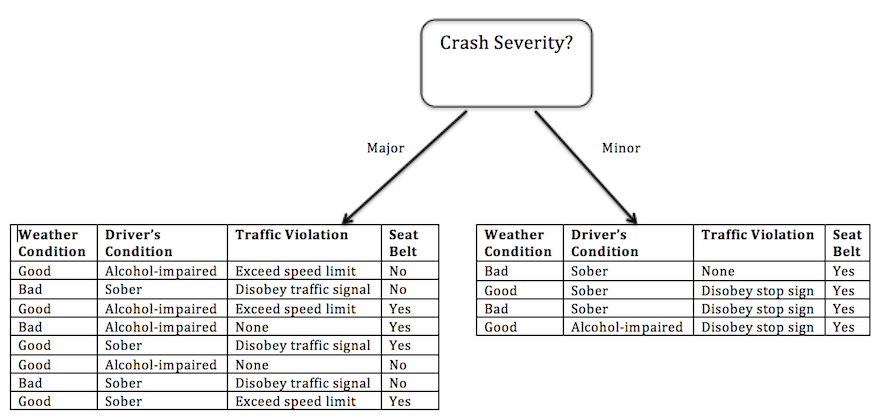 Crash Severity?
Major
Minor
Weather Condition Driver's Condition Traffic Violation Seat Belt
Good Alcohol-impaired Exceed speed limit No
Bad Sober Disobey traffic signal No
Good Alcohol-impaired Exceed speed limit Yes
Bad Alcohol-impaired None Yes
Good Sober Disobey traffic signal Yes
Good Alcohol-impaired None No
Bad Sober Disobey traffic signal No
Good Sober Exceed speed limit Yes
Weather Condition Driver's Condition Traffic Violation Seat Belt
Bad Sober None Yes
Good Sober Disobey stop sign Yes
Bad Sober Disobey stop sign Yes
Good Alcohol-impaired Disobey stop sign Yes